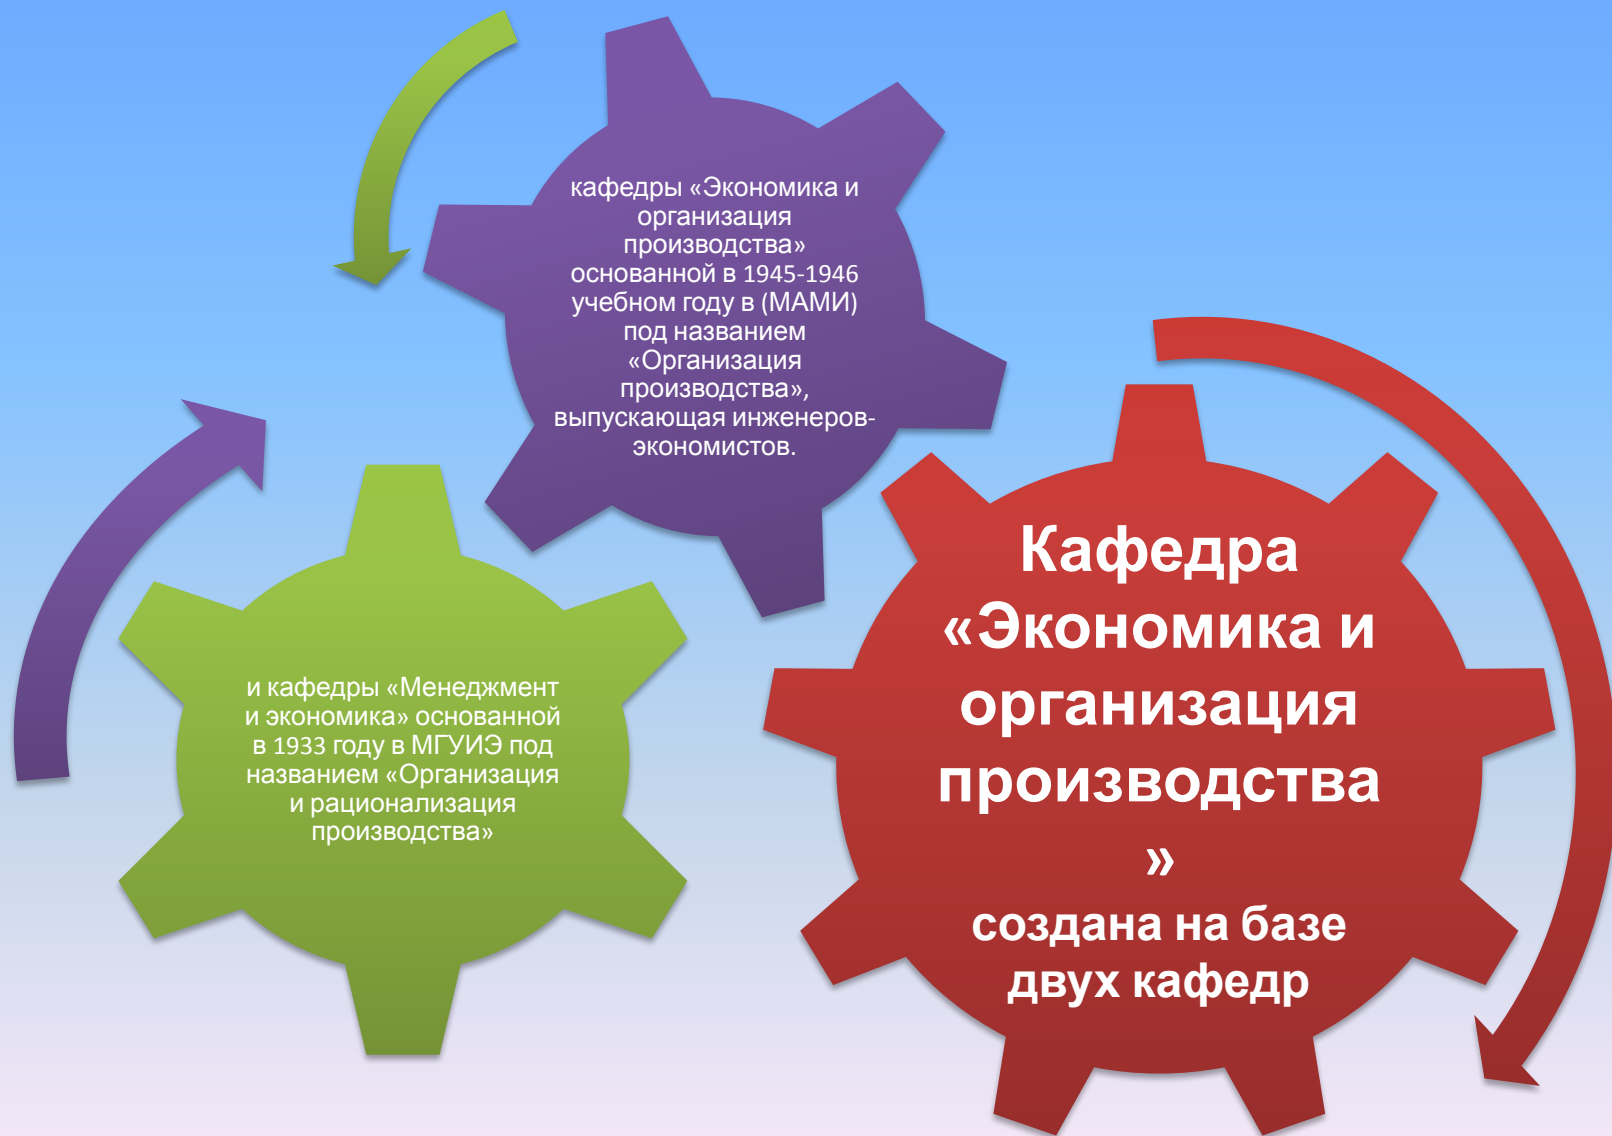 Кафедра
«Экономика и
организация
производства
»
создана на базе
двух кафедр
кафедры «Экономика и
организация
производства»
основанной в 1945-1946
учебном году в (МАМИ)
под названием
«Организация
производства»,
выпускающая инженеров-
экономистов.
и кафедры «Менеджмент
и экономика» основанной
в 1933 году в МГУИЭ под
названием «Организация
и рационализация
производства»